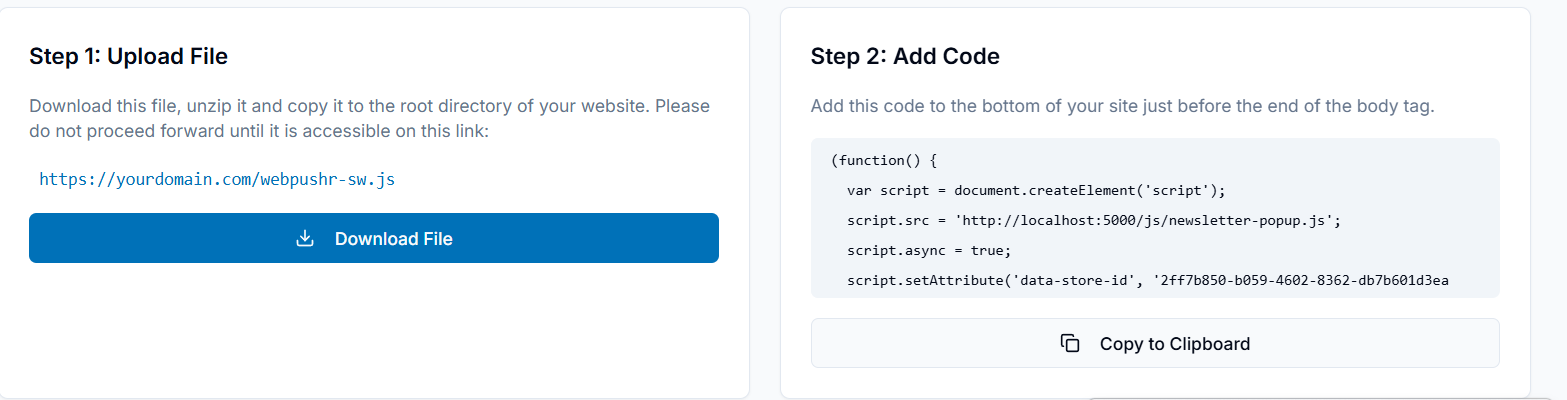 Step 1: Upload File
Download this file, unzip it and copy it to the root directory of your website. Please
do not proceed forward until it is accessible on this link:
https://yourdomain.com/webpushr-sw.js
Download File
Step 2: Add Code
Add this code to the bottom of your site just before the end of the body tag.
(function() {
  var script = document.createElement('script');
  script.src = 'http://localhost:5000/js/newsletter-popup.js';
  script.async = true;
  script.setAttribute('data-store-id', '2ff7b850-b059-4602-8362-db7b601d3ea
Copy to Clipboard